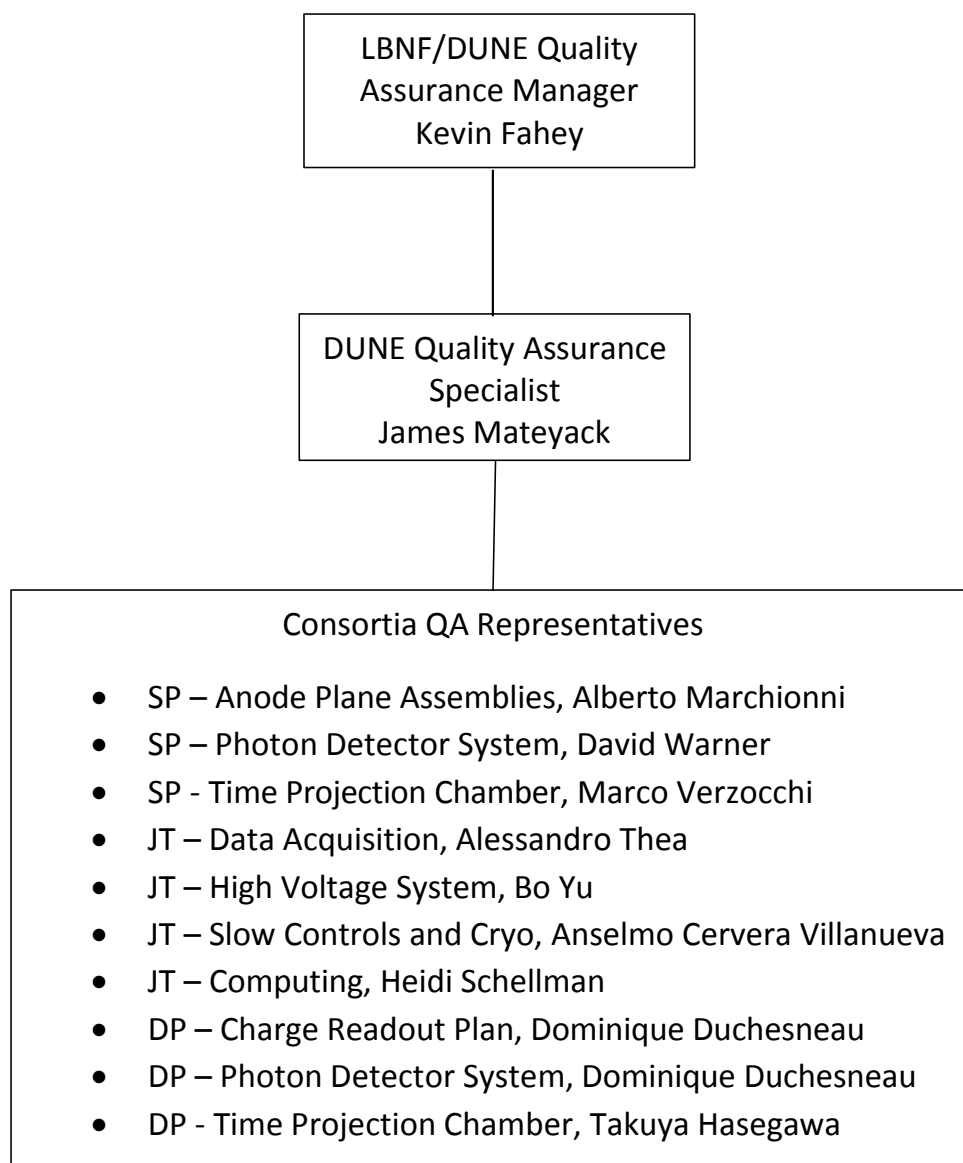 LBNF/DUNE Quality
Assurance Manager
Kevin Fahey
DUNE Quality Assurance
Specialist
James Mateyack
Consortia QA Representatives
• SP – Anode Plane Assemblies, Alberto Marchionni
• SP – Photon Detector System, David Warner
• SP - Time Projection Chamber, Marco Verzocchi
• JT – Data Acquisition, Alessandro Thea
• JT – High Voltage System, Bo Yu
• JT – Slow Controls and Cryo, Anselmo Cervera Villanueva
• JT – Computing, Heidi Schellman
• DP – Charge Readout Plan, Dominique Duchesneau
• DP – Photon Detector System, Dominique Duchesneau
• DP - Time Projection Chamber, Takuya Hasegawa